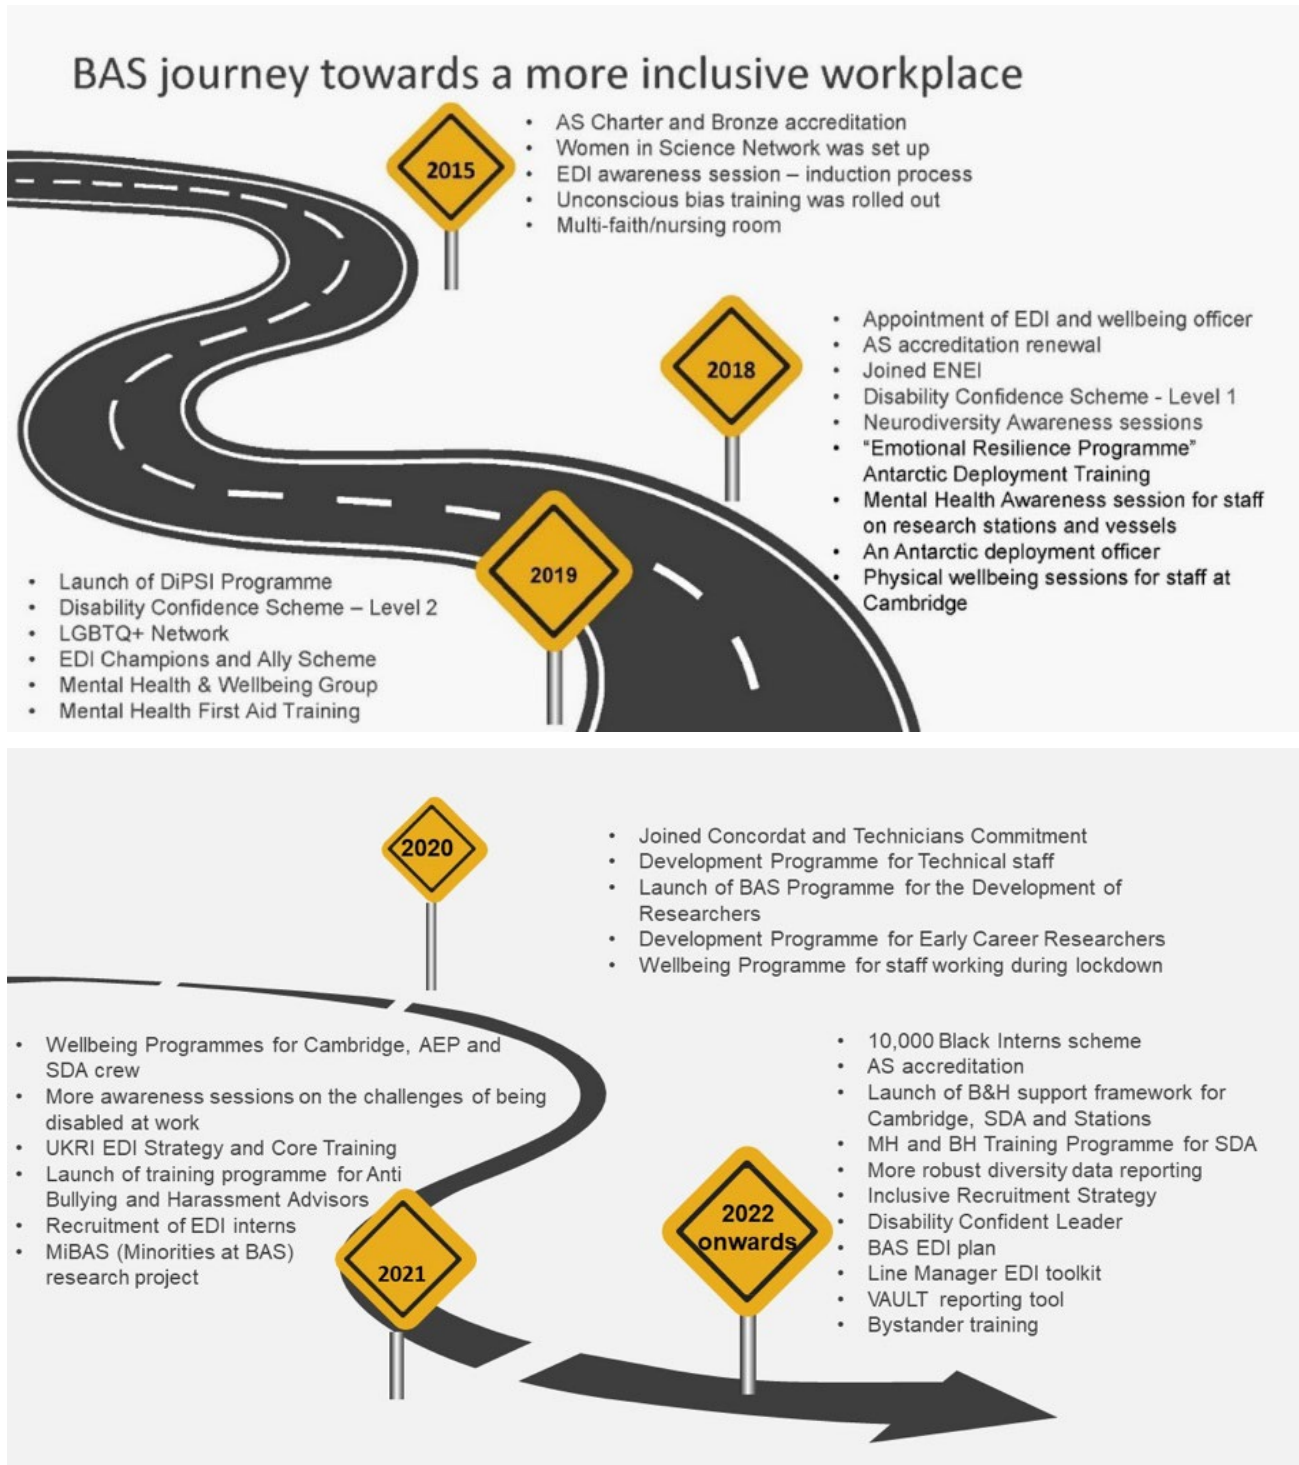 BAS journey towards a more inclusive workplace
2015
• AS Charter and Bronze accreditation
• Women in Science Network was set up
• EDI awareness session – induction process
• Unconscious bias training was rolled out
• Multi-faith/nursing room
2018
• Appointment of EDI and wellbeing officer
• AS accreditation renewal
• Joined ENEI
• Disability Confidence Scheme - Level 1
• Neurodiversity Awareness sessions
• “Emotional Resilience Programme”
Antarctic Deployment Training
• Mental Health Awareness session for staff
on research stations and vessels
• An Antarctic deployment officer
• Physical wellbeing sessions for staff at
Cambridge
2019
• Launch of DiPSI Programme
• Disability Confidence Scheme – Level 2
• LGBTQ+ Network
• EDI Champions and Ally Scheme
• Mental Health & Wellbeing Group
• Mental Health First Aid Training
2020
• Joined Concordat and Technicians Commitment
• Development Programme for Technical staff
• Launch of BAS Programme for the Development of
Researchers
• Development Programme for Early Career Researchers
• Wellbeing Programme for staff working during lockdown
• Wellbeing Programmes for Cambridge, AEP and
SDA crew
• More awareness sessions on the challenges of being
disabled at work
• UKRI EDI Strategy and Core Training
• Launch of training programme for Anti
Bullying and Harassment Advisors
• Recruitment of EDI interns
• MiBAS (Minorities at BAS)
research project
2021
2022
onwards
• 10,000 Black Interns scheme
• AS accreditation
• Launch of B&H support framework for
Cambridge, SDA and Stations
• MH and BH Training Programme for SDA
• More robust diversity data reporting
• Inclusive Recruitment Strategy
• Disability Confident Leader
• BAS EDI plan
• Line Manager EDI toolkit
• VAULT reporting tool
• Bystander training